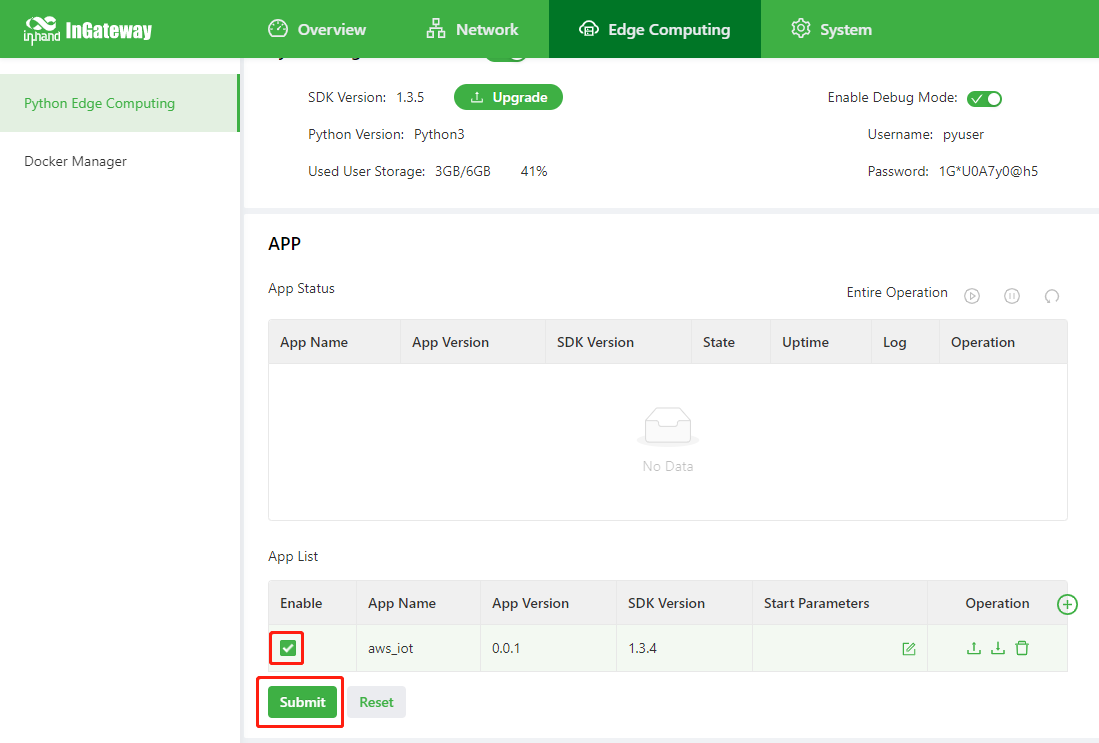 inhand InGateway Overview Network Edge Computing System
Python Edge Computing
Docker Manager
SDK Version: 1.3.5 Upgrade Enable Debug Mode:
Python Version: Python3 Username: pyuser
Used User Storage: 3GB/6GB 41% Password: 1G*U0A7y0@h5
APP
App Status
Entire Operation
App Name App Version SDK Version State Uptime Log Operation
No Data
App List
Enable App Name App Version SDK Version Start Parameters Operation
aws_iot 0.0.1 1.3.4
Submit Reset